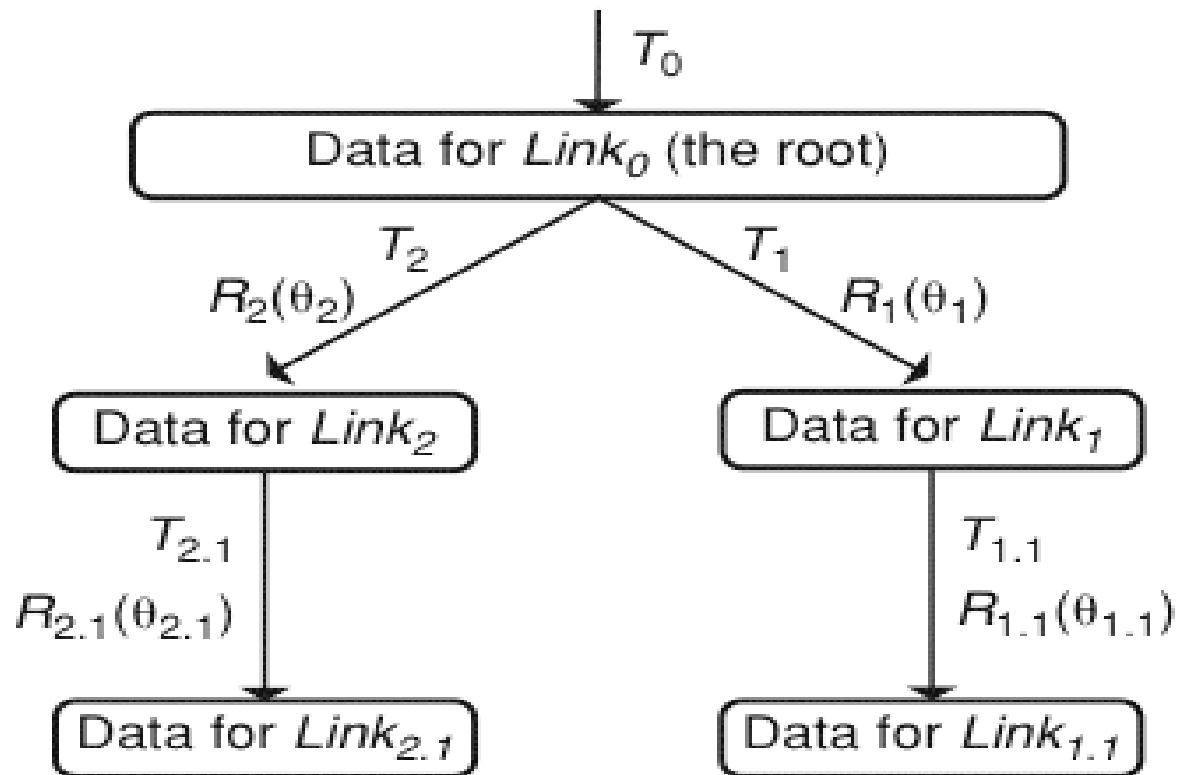 T0
Data for Link0 (the root)
T2
T1
R2(θ2)
R1(θ1)
Data for Link2
Data for Link1
T2.1
T1.1
R2.1(θ2.1)
R1.1(θ1.1)
Data for Link2.1
Data for Link1.1